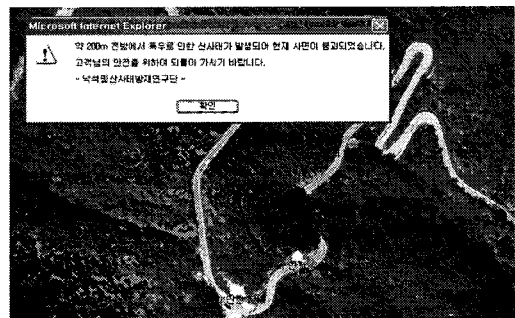 Microsoft Internet Explorer
약 200m 전방에서 폭우로 인한 산사태가 발생되어 현재 사면이 붕괴되었습니다.
고객님의 안전을 위하여 되돌아 가시기 바랍니다.
- 낙석및산사태방재연구단 -
확인